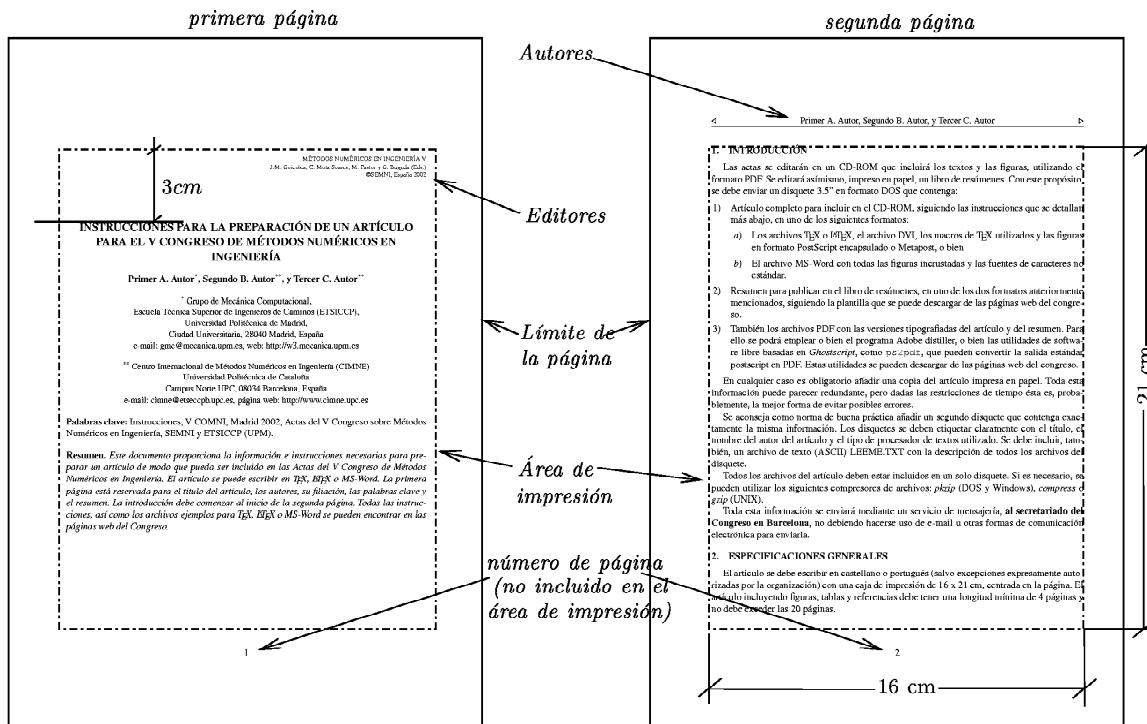 primera página
segunda página
Autores
3cm
MÉTODOS NUMÉRICOS EN INGENIERÍA V
J.M. Goicolea, C. Mota Soares, M. Pastor y G. Bugeda (Eds.)
©SEMNI, España 2002
Editores
INSTRUCCIONES PARA LA PREPARACIÓN DE UN ARTÍCULO
PARA EL V CONGRESO DE MÉTODOS NUMÉRICOS EN
INGENIERÍA
Primer A. Autor*, Segundo B. Autor**, y Tercer C. Autor**
* Grupo de Mecánica Computacional,
Escuela Técnica Superior de Ingenieros de Caminos (ETSICCP),
Universidad Politécnica de Madrid,
Ciudad Universitaria, 28040 Madrid, España
e-mail: gmc@mecanica.upm.es, web: http://w3.mecanica.upm.es
** Centro Internacional de Métodos Numéricos en Ingeniería (CIMNE)
Universidad Politécnica de Cataluña
Campus Norte UPC, 08034 Barcelona, España
e-mail: cimne@etseccpb.upc.es, página web: http://www.cimne.upc.es
Palabras clave: Instrucciones, V COMNI, Madrid 2002, Actas del V Congreso sobre Métodos
Numéricos en Ingeniería, SEMNI y ETSICCP (UPM).
Resumen. Este documento proporciona la información e instrucciones necesarias para pre-
parar un artículo de modo que pueda ser incluido en las Actas del V Congreso de Métodos
Numéricos en Ingeniería. El artículo se puede escribir en TEX, LATEX o MS-Word. La primera
página está reservada para el título del artículo, los autores, su filiación, las palabras clave y
el resumen. La introducción debe comenzar al inicio de la segunda página. Todas las instruc-
ciones, así como los archivos ejemplos para TEX, LATEX o MS-Word se pueden encontrar en las
páginas web del Congreso.
1
Límite de
la página
Área de
impresión
número de página
(no incluido en el
área de impresión)
Primer A. Autor, Segundo B. Autor, y Tercer C. Autor
1. INTRODUCCIÓN
Las actas se editarán en un CD-ROM que incluirá los textos y las figuras, utilizando el
formato PDF. Se editará asímismo, impreso en papel, un libro de resúmenes. Con este propósito,
se debe enviar un disquete 3.5" en formato DOS que contenga:
1) Artículo completo para incluir en el CD-ROM, siguiendo las instrucciones que se detallan
más abajo, en uno de los siguientes formatos:
a) Los archivos TEX o LATEX, el archivo DVI, los macros de TEX utilizados y las figuras
en formato PostScript encapsulado o Metapost, o bien
b) El archivo MS-Word con todas las figuras incrustadas y las fuentes de caracteres no
estándar.
2) Resumen para publicar en el libro de resúmenes, en uno de los dos formatos anteriormente
mencionados, siguiendo la plantilla que se puede descargar de las páginas web del congre-
so.
3) También los archivos PDF con las versiones tipografiadas del artículo y del resumen. Para
ello se podrá emplear o bien el programa Adobe distiller, o bien las utilidades de softwa-
re libre basadas en Ghostscript, como ps2pdf, que pueden convertir la salida estándar
postscript en PDF. Estas utilidades se pueden descargar de las páginas web del congreso.
En cualquier caso es obligatorio añadir una copia del artículo impresa en papel. Toda esta
información puede parecer redundante, pero dadas las restricciones de tiempo ésta es, proba-
blemente, la mejor forma de evitar posibles errores.
Se aconseja como norma de buena práctica añadir un segundo disquete que contenga exac-
tamente la misma información. Los disquetes se deben etiquetar claramente con el título, el
nombre del autor del artículo y el tipo de procesador de textos utilizado. Se debe incluir, tam-
bién, un archivo de texto (ASCII) LEEME.TXT con la descripción de todos los archivos del
disquete.
Todos los archivos del artículo deben estar incluidos en un solo disquete. Si es necesario, se
pueden utilizar los siguientes compresores de archivos: pkzip (DOS y Windows), compress o
gzip (UNIX).
Toda esta información se enviará mediante un servicio de mensajería, al secretariado del
Congreso en Barcelona, no debiendo hacerse uso de e-mail u otras formas de comunicación
electrónica para enviarla.
2. ESPECIFICACIONES GENERALES
El artículo se debe escribir en castellano o portugués (salvo excepciones expresamente auto-
rizadas por la organización) con una caja de impresión de 16 x 21 cm, centrada en la página. El
artículo incluyendo figuras, tablas y referencias debe tener una longitud mínima de 4 páginas y
no debe exceder las 20 páginas.
2
21 cm
16 cm